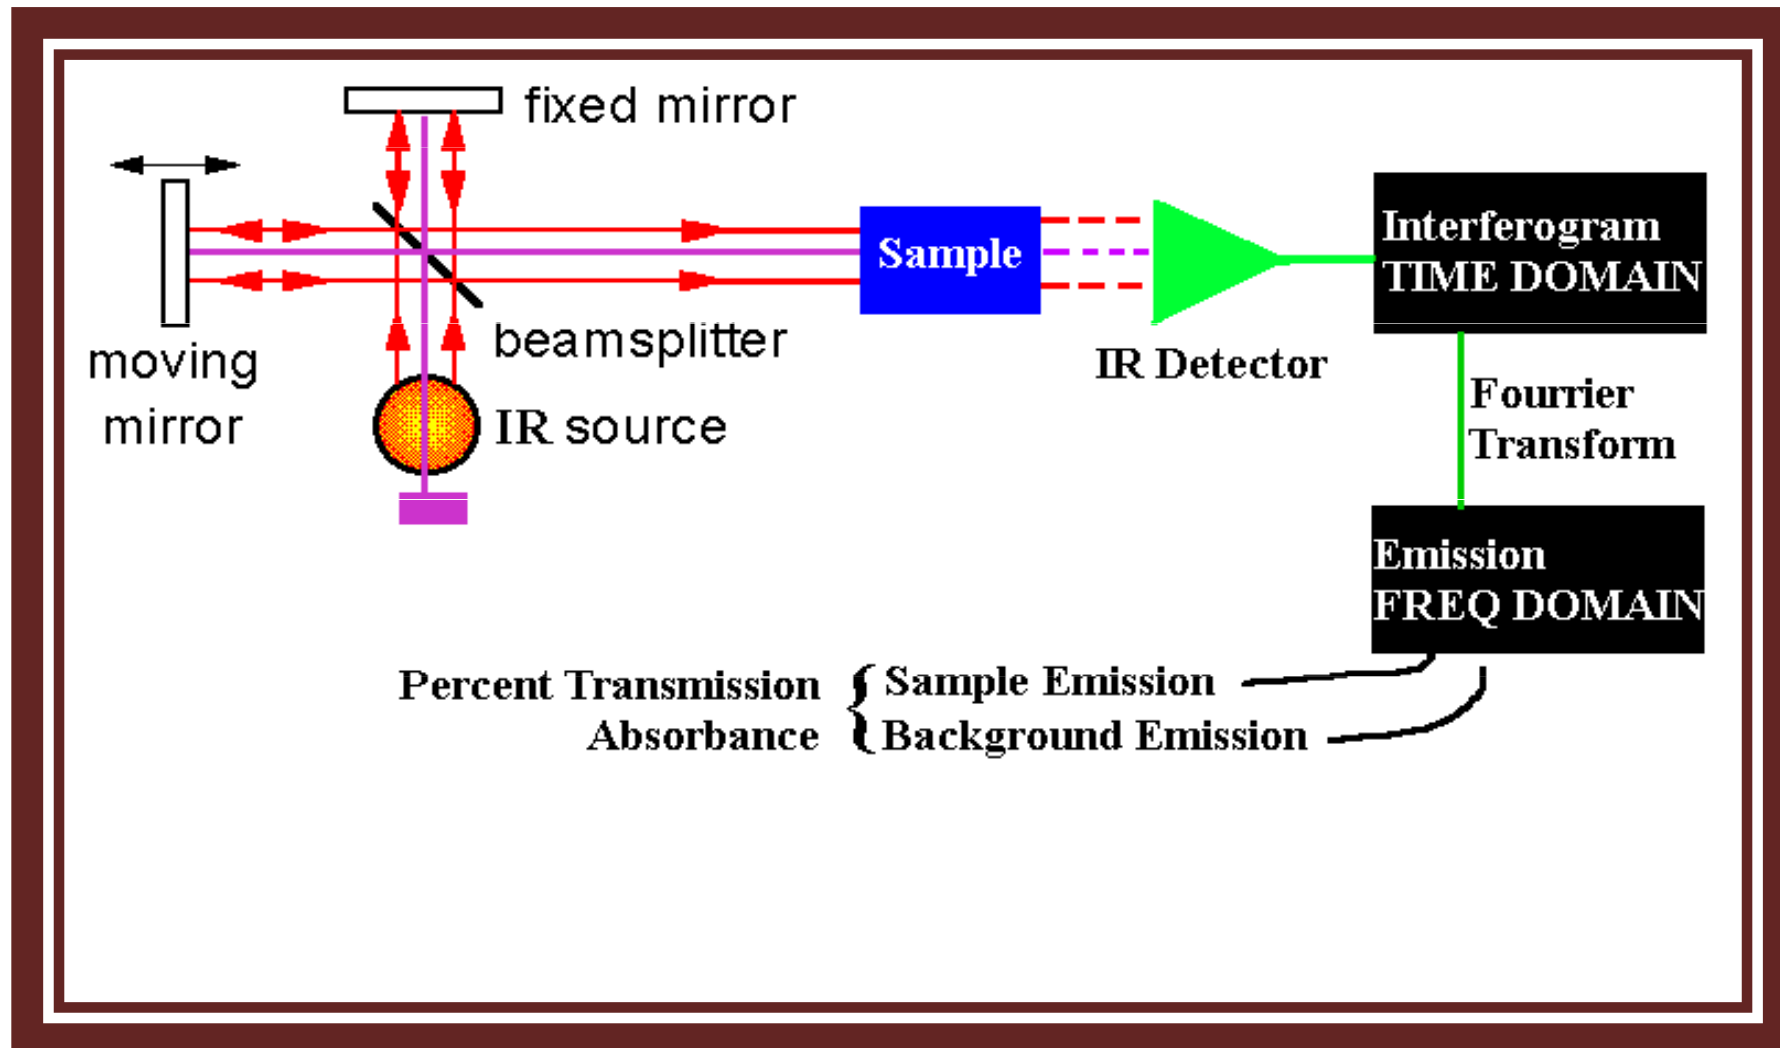 fixed mirror
moving
mirror
beamsplitter
IR source
Sample
IR Detector
Interferogram
TIME DOMAIN
Fourrier
Transform
Emission
FREQ DOMAIN
Percent Transmission
Absorbance
Sample Emission
Background Emission